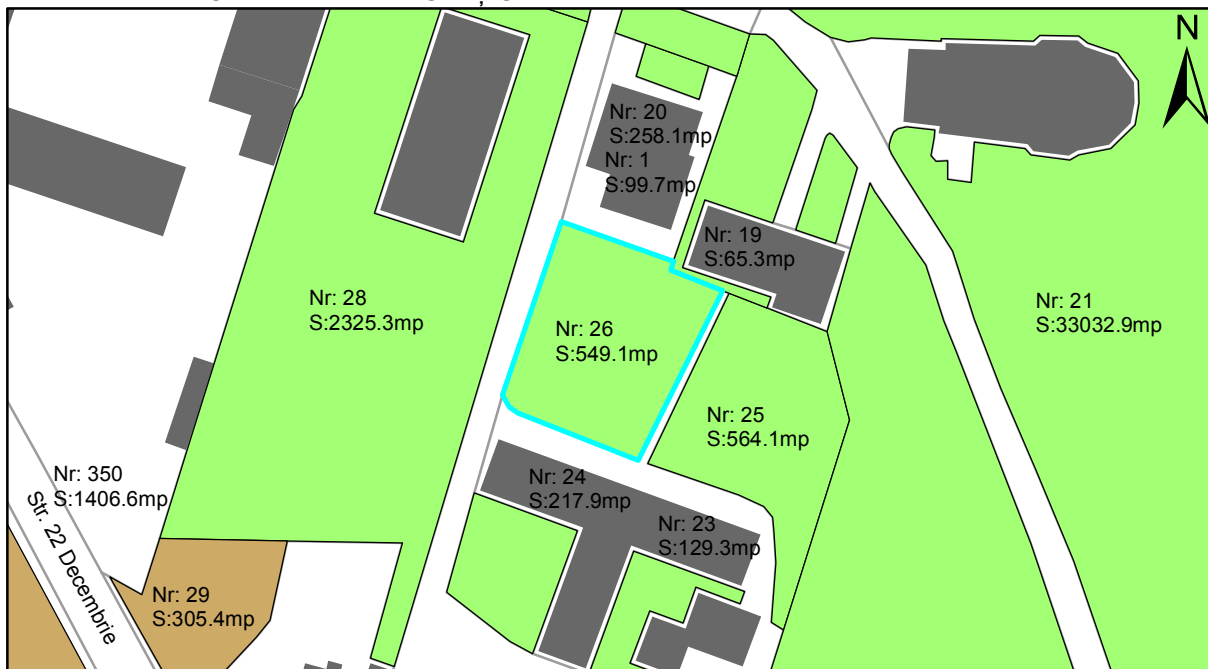 N
Nr: 20
S:258.1mp
Nr: 1
S:99.7mp
Nr: 19
S:65.3mp
Nr: 28
S:2325.3mp
Nr: 21
S:33032.9mp
Nr: 26
S:549.1mp
Nr: 25
S:564.1mp
Nr: 350
S:1406.6mp
Nr: 24
S:217.9mp
Nr: 23
S:129.3mp
Str. 22 Decembrie
Nr: 29
S:305.4mp